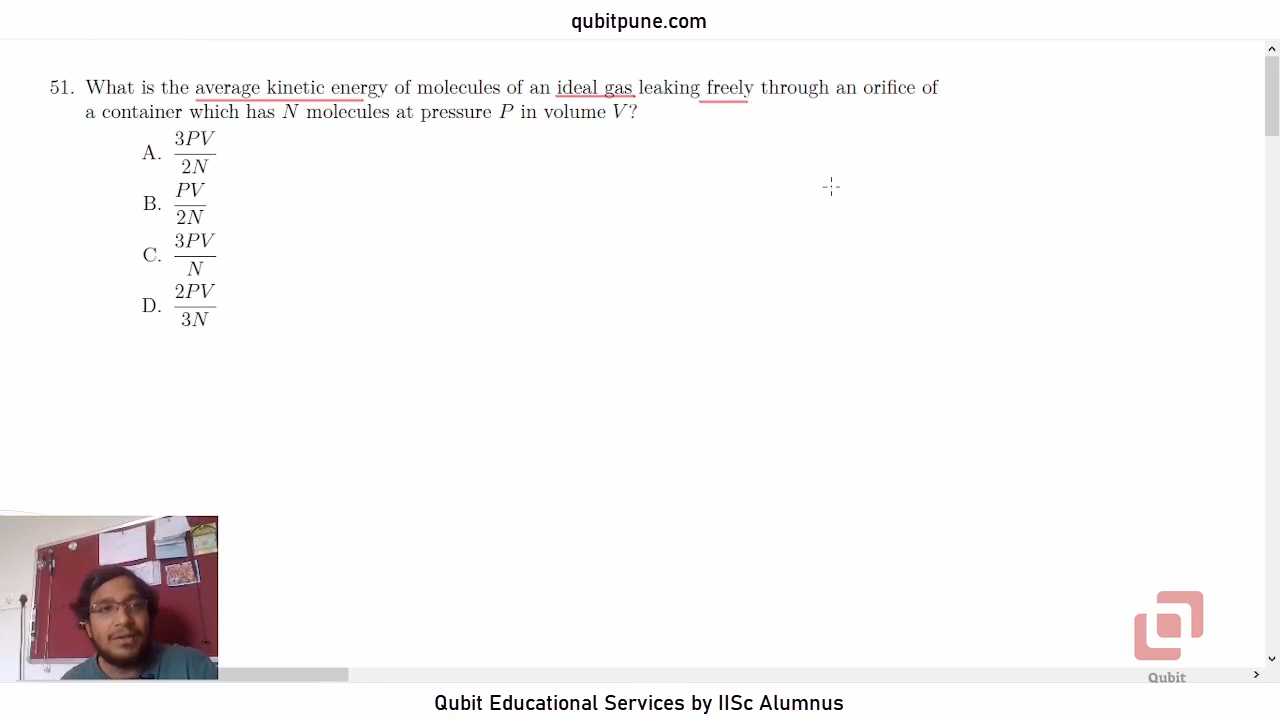 qubitpune.com
51. What is the average kinetic energy of molecules of an ideal gas leaking freely through an orifice of
a container which has N molecules at pressure P in volume V?
A. 3PV
2N
B. PV
2N
C. 3PV
N
D. 2PV
3N
Qubit
Qubit Educational Services by IISc Alumnus